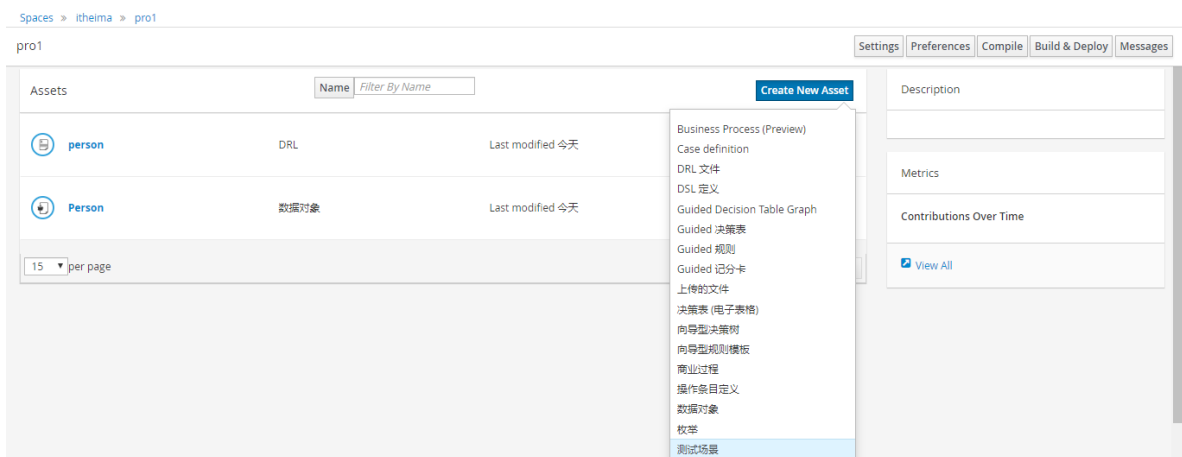 Spaces » itheima » pro1
pro1
Settings Preferences Compile Build & Deploy Messages
Assets Name Filter By Name Create New Asset
person DRL Last modified 今天
Person 数据对象 Last modified 今天
15 per page
Business Process (Preview)
Case definition
DRL 文件
DSL 定义
Guided Decision Table Graph
Guided 决策表
Guided 规则
Guided 记分卡
上传的文件
决策表 (电子表格)
向导型决策树
向导型规则模板
商业过程
操作条目定义
数据对象
枚举
测试场景
Description
Metrics
Contributions Over Time
View All